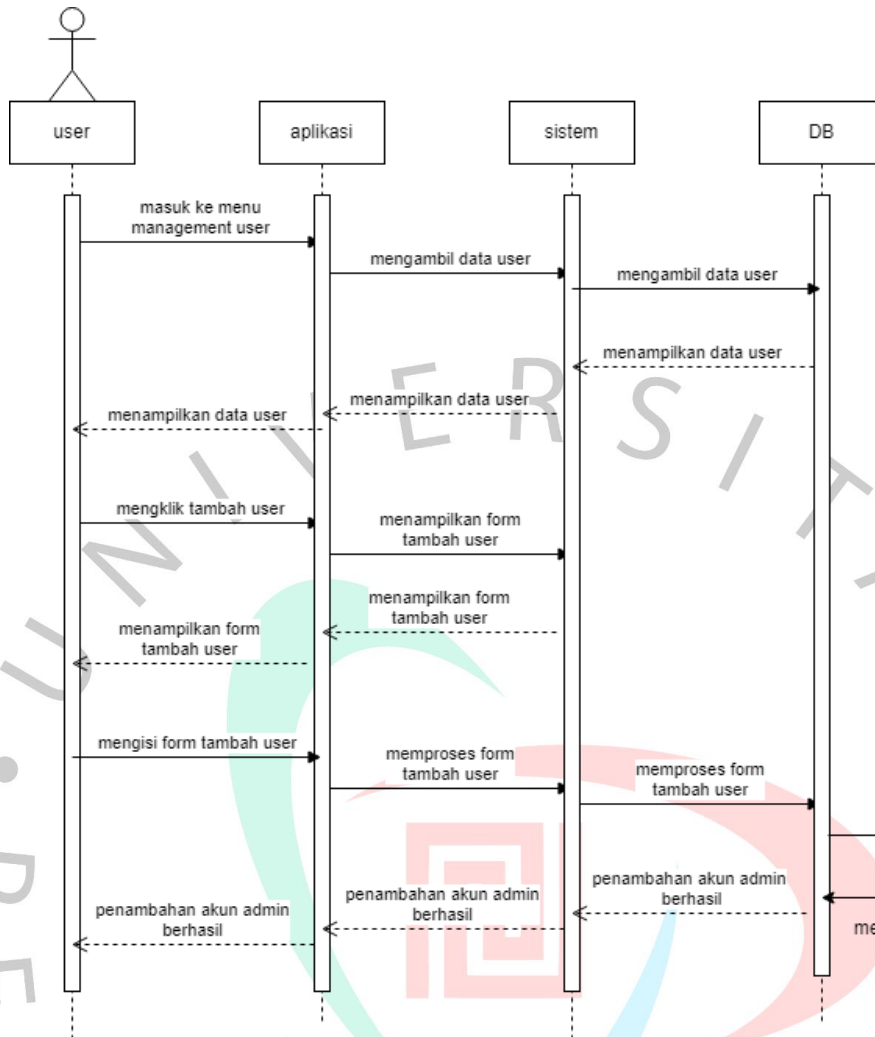 user
aplikasi
sistem
DB
masuk ke menu
management user
mengambil data user
mengambil data user
menampilkan data user
menampilkan data user
menampilkan data user
mengklik tambah user
menampilkan form
tambah user
menampilkan form
tambah user
menampilkan form
tambah user
mengisi form tambah user
memproses form
tambah user
memproses form
tambah user
penambahan akun admin
berhasil
penambahan akun admin
berhasil
penambahan akun admin
berhasil
me
UNIVERSITA